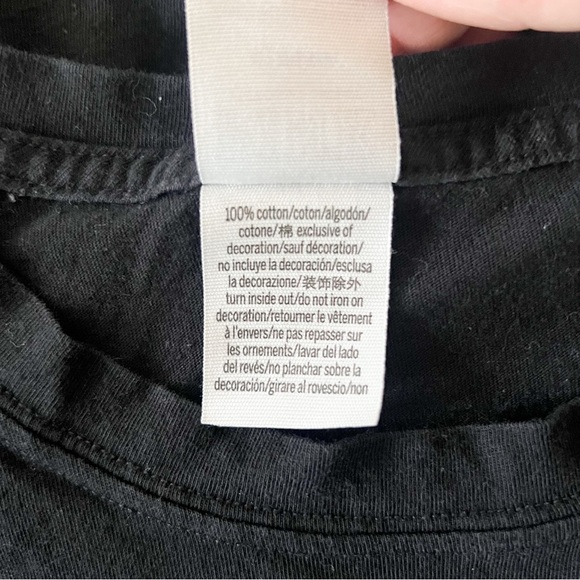 100% cotton/coton/algodón/
cotone/棉 exclusive of
decoration/sauf décoration/
no incluye la decoración/esclusa
la decorazione/装饰除外
turn inside out/do not iron on
decoration/retourner le vêtement
à l'envers/ne pas repasser sur
les ornements/lavar del lado
del revés/no planchar sobre la
decoración/girare al rovescio/non